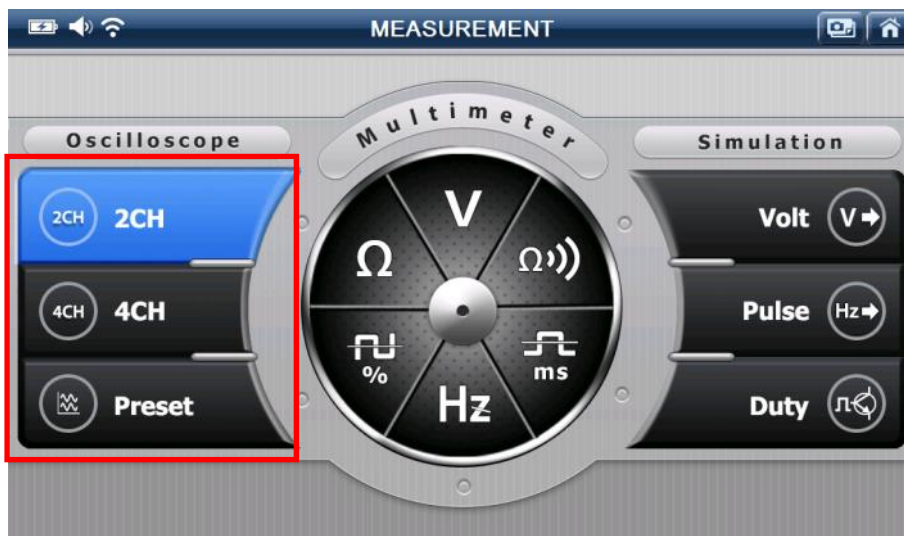 MEASUREMENT
Oscilloscope
Multimeter
Simulation
2CH 2CH
4CH 4CH
Preset
V
Ω
Ω
%
ms
Hz
Volt V
Pulse Hz
Duty